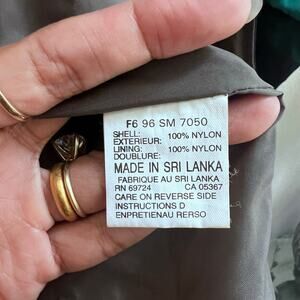 F6 96 SM 7050
SHELL: 100% NYLON
EXTERIEUR:
LINING: 100% NYLON
DOUBLURE:
MADE IN SRI LANKA
FABRIQUE AU SRI LANKA
RN 69724 CA 05367
CARE ON REVERSE SIDE
INSTRUCTIONS D
ENPRETIENAU RERSO